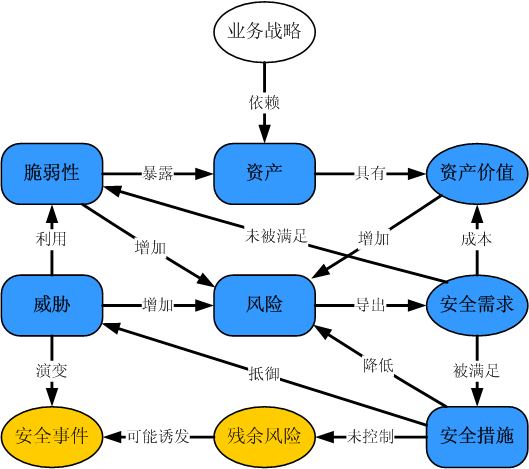 业务战略
依赖
脆弱性
暴露
资产
具有
资产价值
利用
增加
未被满足
增加
成本
威胁
增加
风险
导出
安全需求
演变
抵御
降低
被满足
安全事件
可能诱发
残余风险
未控制
安全措施